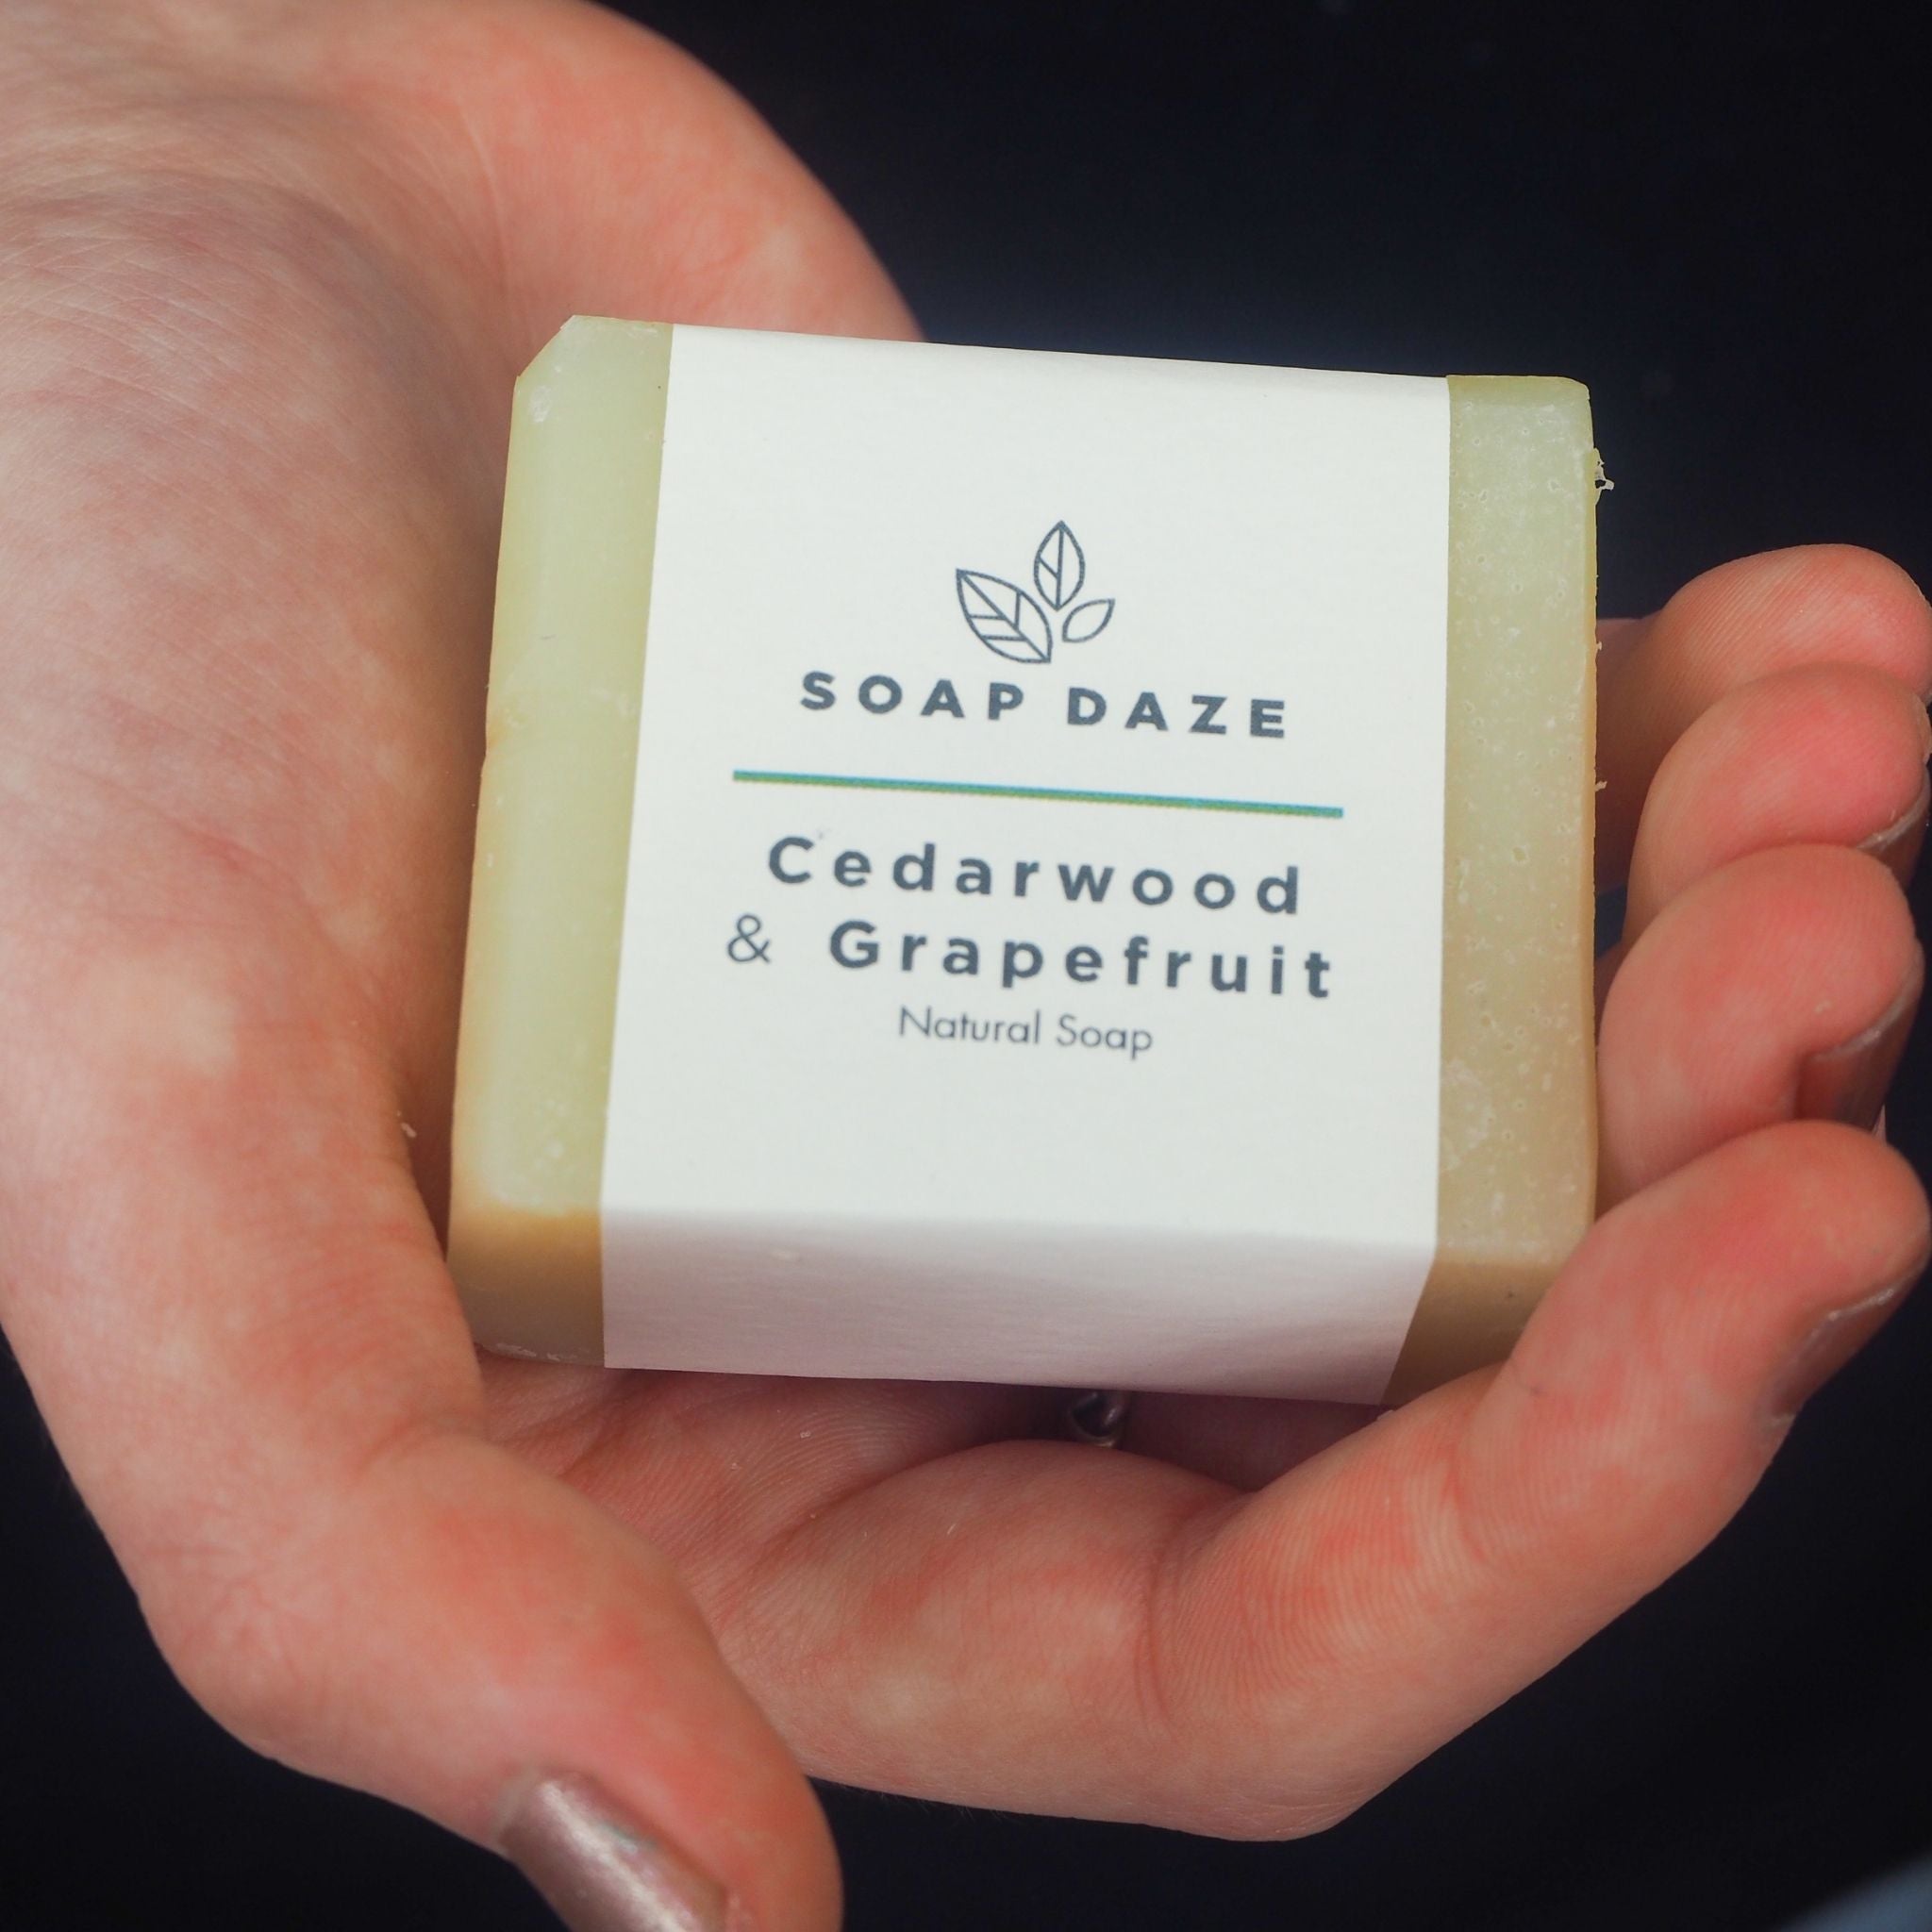 SOAP DAZE
Cedarwood
& Grapefruit
Natural Soap